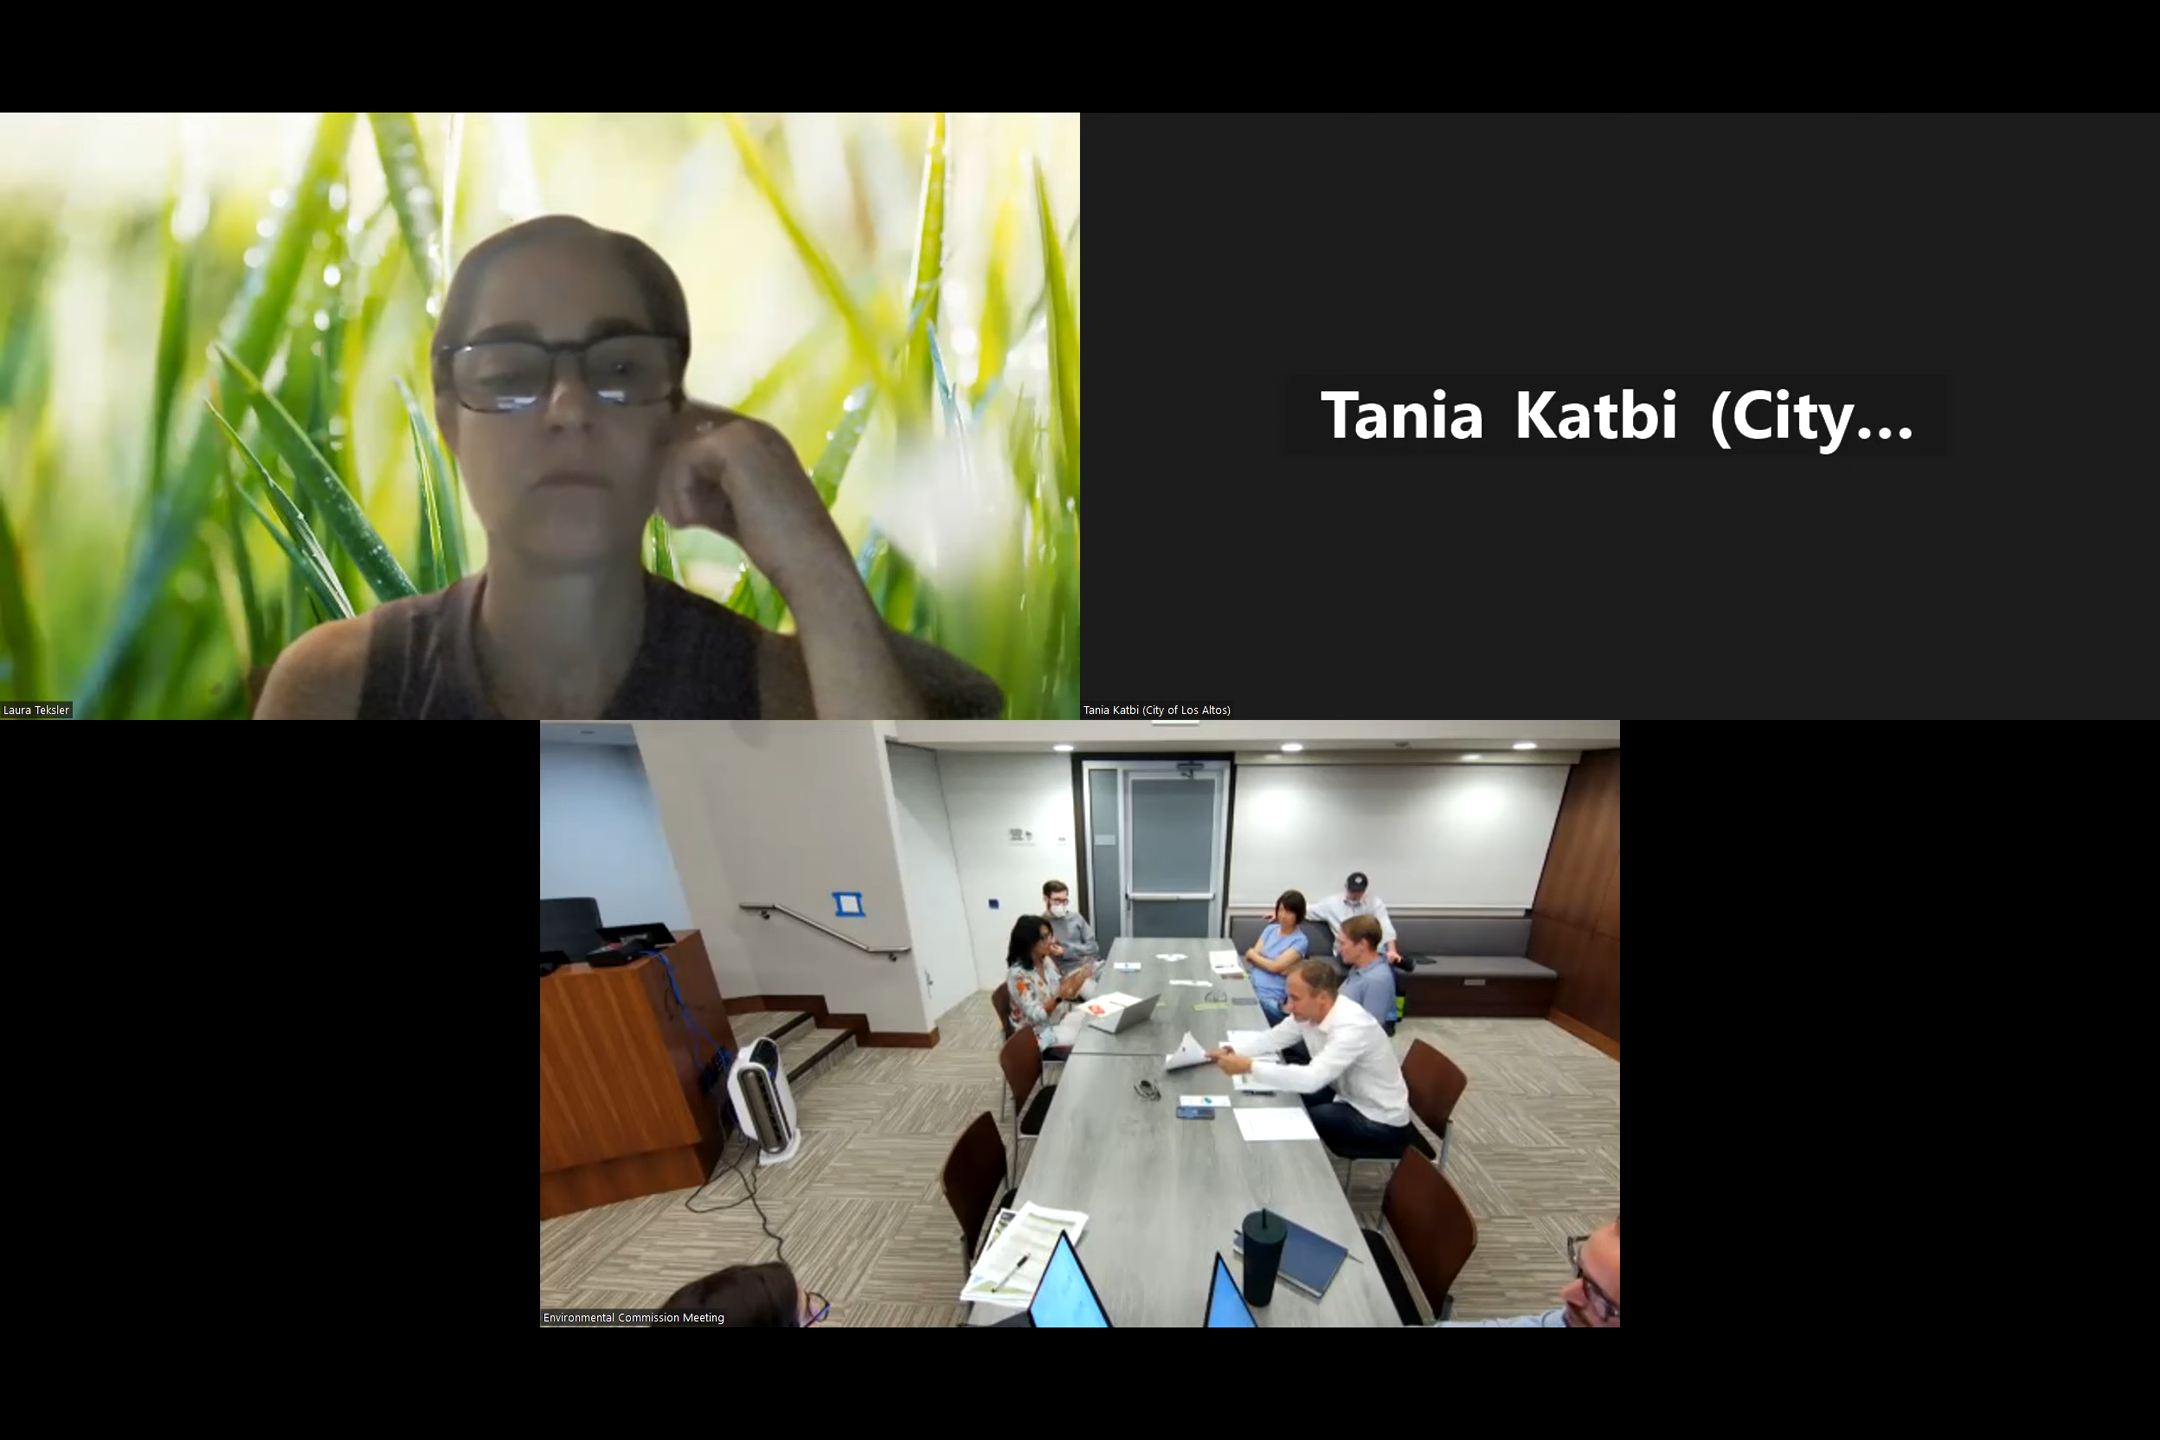 Tania Katbi (City...
Laura Teksler
Tania Katbi (City of Los Altos)
Environmental Commission Meeting